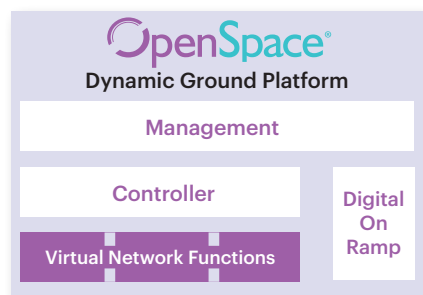 OpenSpace®
Dynamic Ground Platform
Management
Controller
Digital
On
Ramp
Virtual Network Functions